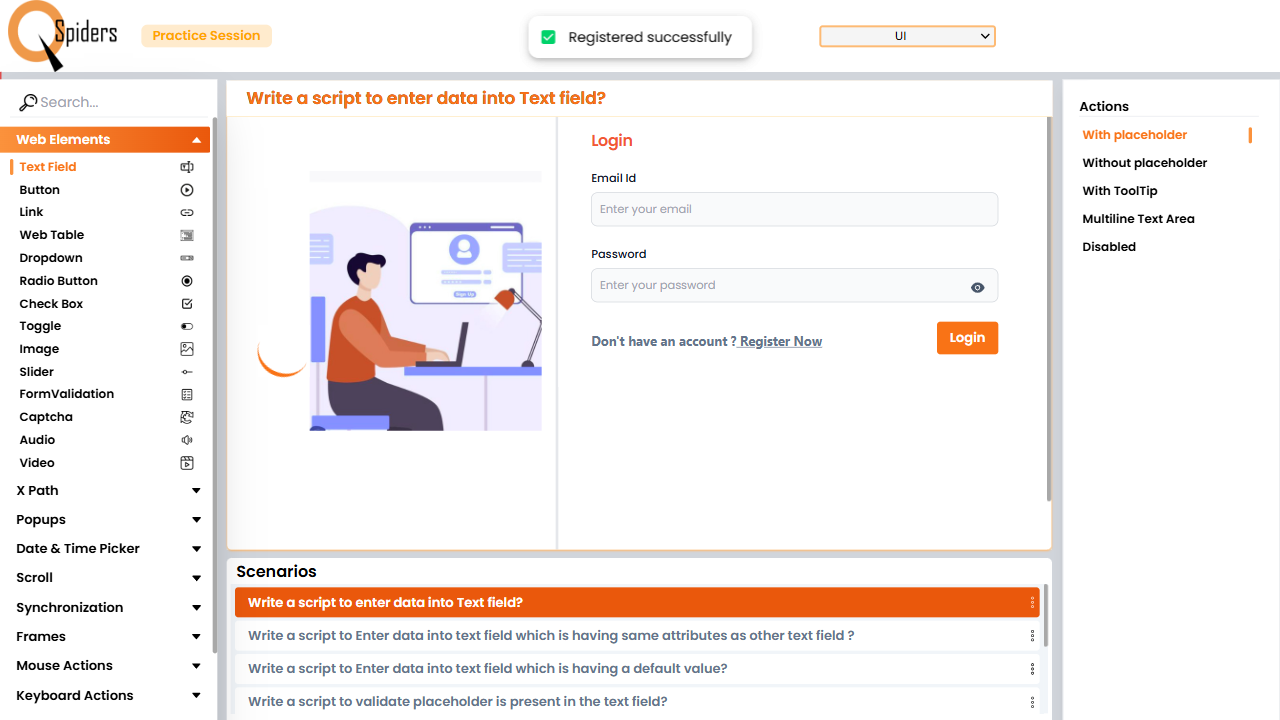 Spiders
Practice Session
Registered successfully
UI
Search...
Web Elements
Text Field
Button
Link
Web Table
Dropdown
Radio Button
Check Box
Toggle
Image
Slider
FormValidation
Captcha
Audio
Video
X Path
Popups
Date & Time Picker
Scroll
Synchronization
Frames
Mouse Actions
Keyboard Actions
Write a script to enter data into Text field?
Sign Up
Login
Email Id
Enter your email
Password
Enter your password
Don't have an account ? Register Now
Login
Scenarios
Write a script to enter data into Text field?
Write a script to Enter data into text field which is having same attributes as other text field ?
Write a script to Enter data into text field which is having a default value?
Write a script to validate placeholder is present in the text field?
Actions
With placeholder
Without placeholder
With ToolTip
Multiline Text Area
Disabled